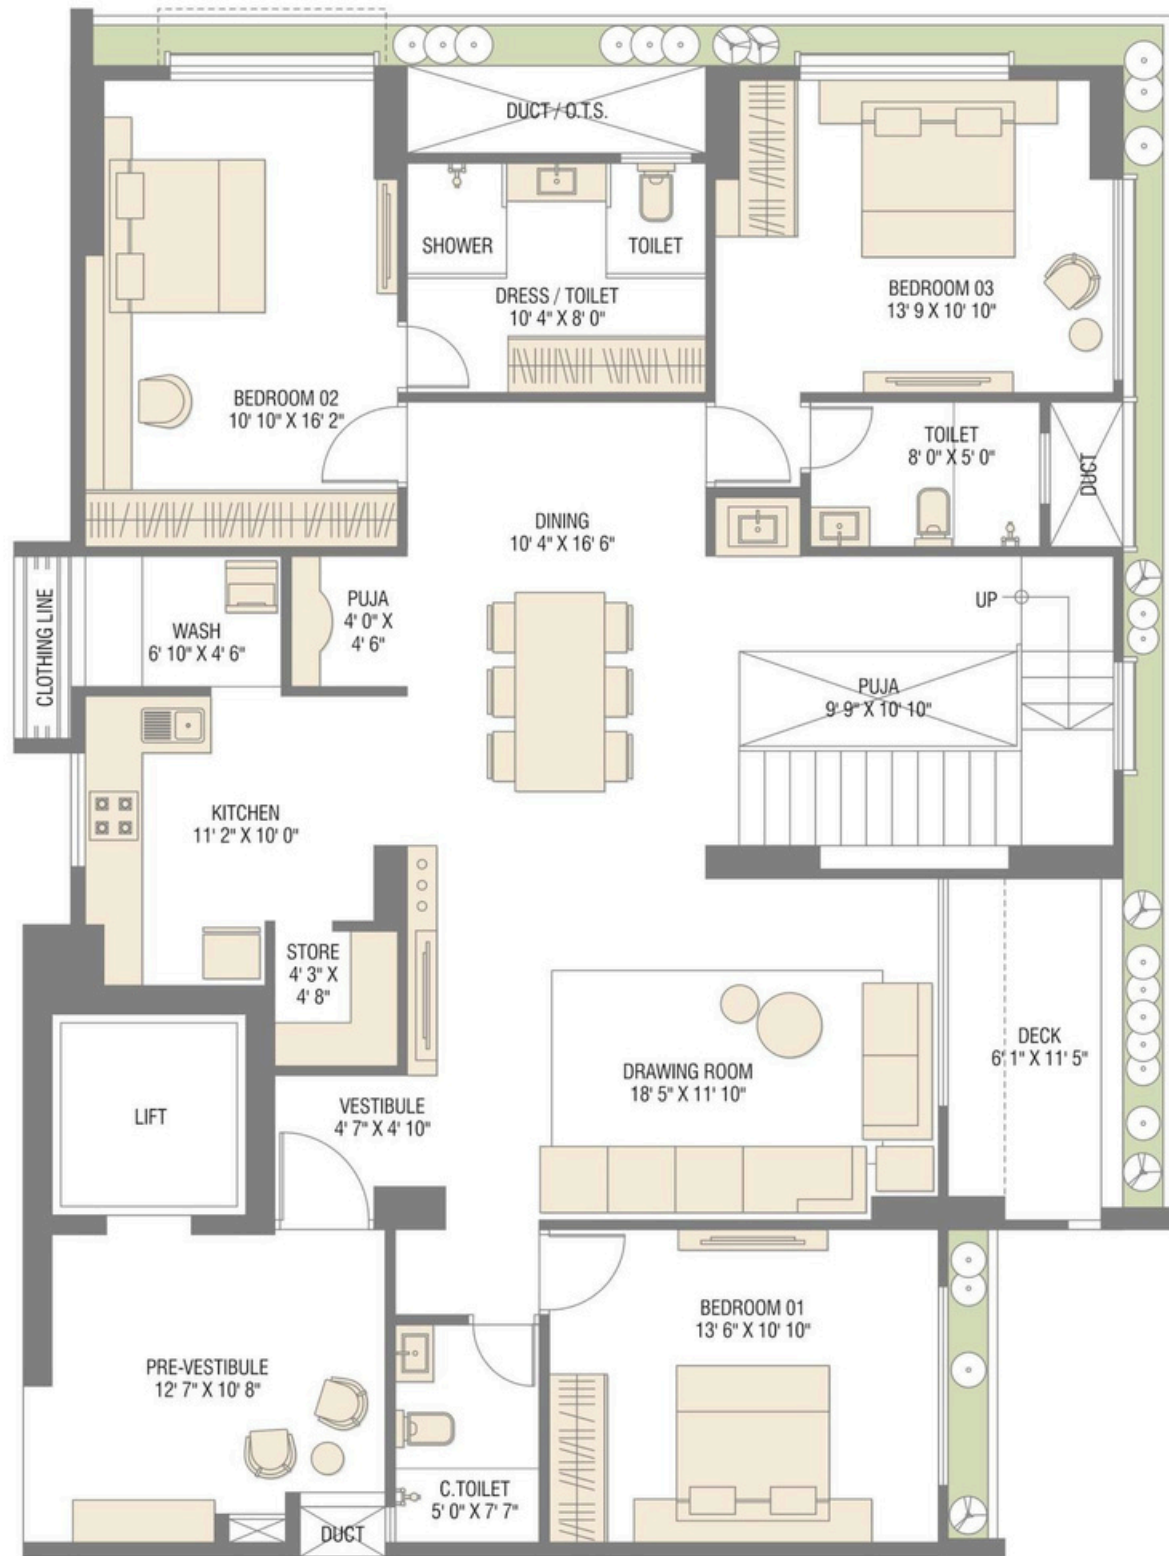 DUCT / O.T.S.
SHOWER
TOILET
DRESS / TOILET
10' 4" X 8' 0"
BEDROOM 03
13' 9 X 10' 10"
BEDROOM 02
10' 10" X 16' 2"
TOILET
8' 0" X 5' 0"
DUCT
DINING
10' 4" X 16' 6"
CLOTHING LINE
WASH
6' 10" X 4' 6"
PUJA
4' 0" X
4' 6"
UP
PUJA
9' 9" X 10' 10"
KITCHEN
11' 2" X 10' 0"
STORE
4' 3" X
4' 8"
DECK
6' 1" X 11' 5"
DRAWING ROOM
18' 5" X 11' 10"
LIFT
VESTIBULE
4' 7" X 4' 10"
BEDROOM 01
13' 6" X 10' 10"
PRE-VESTIBULE
12' 7" X 10' 8"
C.TOILET
5' 0" X 7' 7"
DUCT